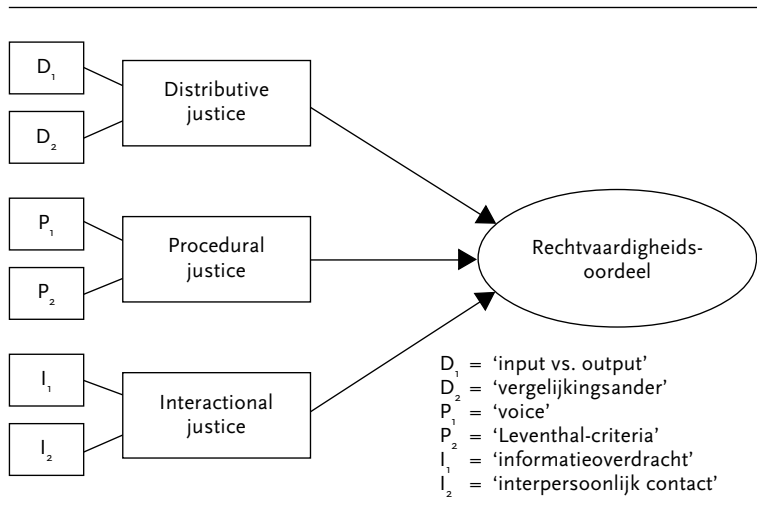 D₁
D₂
Distributive
justice
P₁
P₂
Procedural
justice
I₁
I₂
Interactional
justice
Rechtvaardigheids-
oordeel
D₁ = ‘input vs. output’
D₂ = ‘vergelijkingsander’
P₁ = ‘voice’
P₂ = ‘Leventhal-criteria’
I₁ = ‘informatieoverdracht’
I₂ = ‘interpersoonlijk contact’